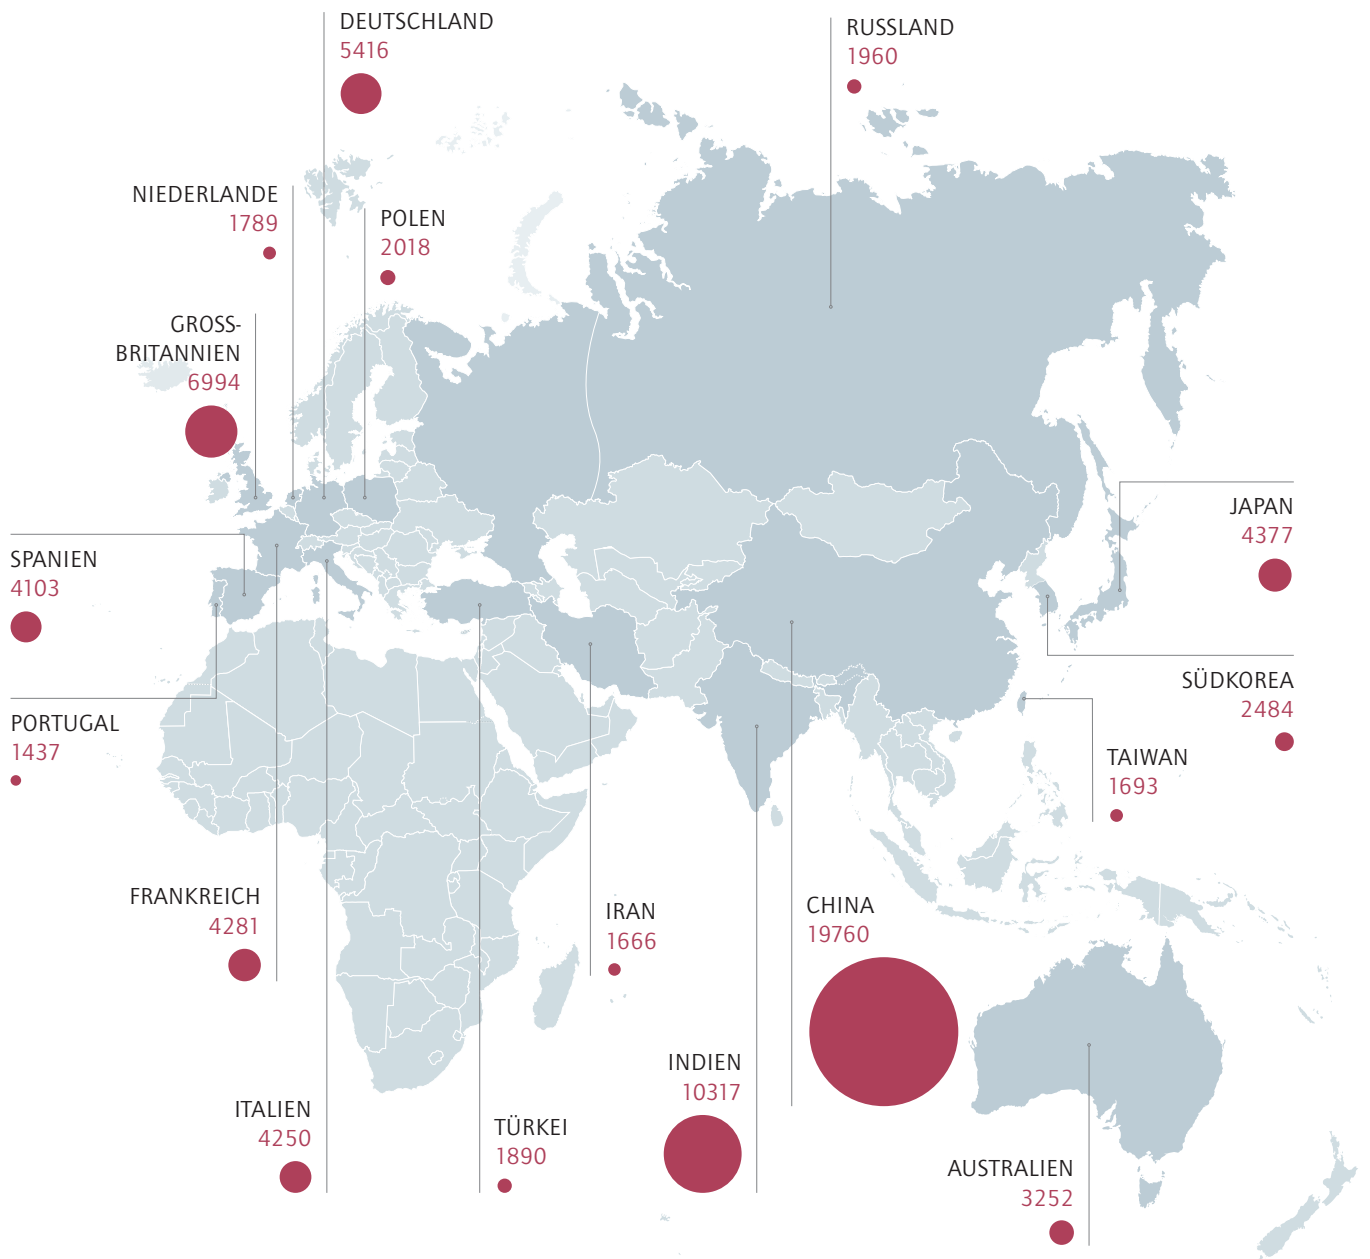 DEUTSCHLAND
5416
RUSSLAND
1960
NIEDERLANDE
1789
POLEN
2018
GROSS-
BRITANNIEN
6994
JAPAN
4377
SPANIEN
4103
SÜDKOREA
2484
PORTUGAL
1437
TAIWAN
1693
FRANKREICH
4281
IRAN
1666
CHINA
19760
INDIEN
10317
ITALIEN
4250
TÜRKEI
1890
AUSTRALIEN
3252